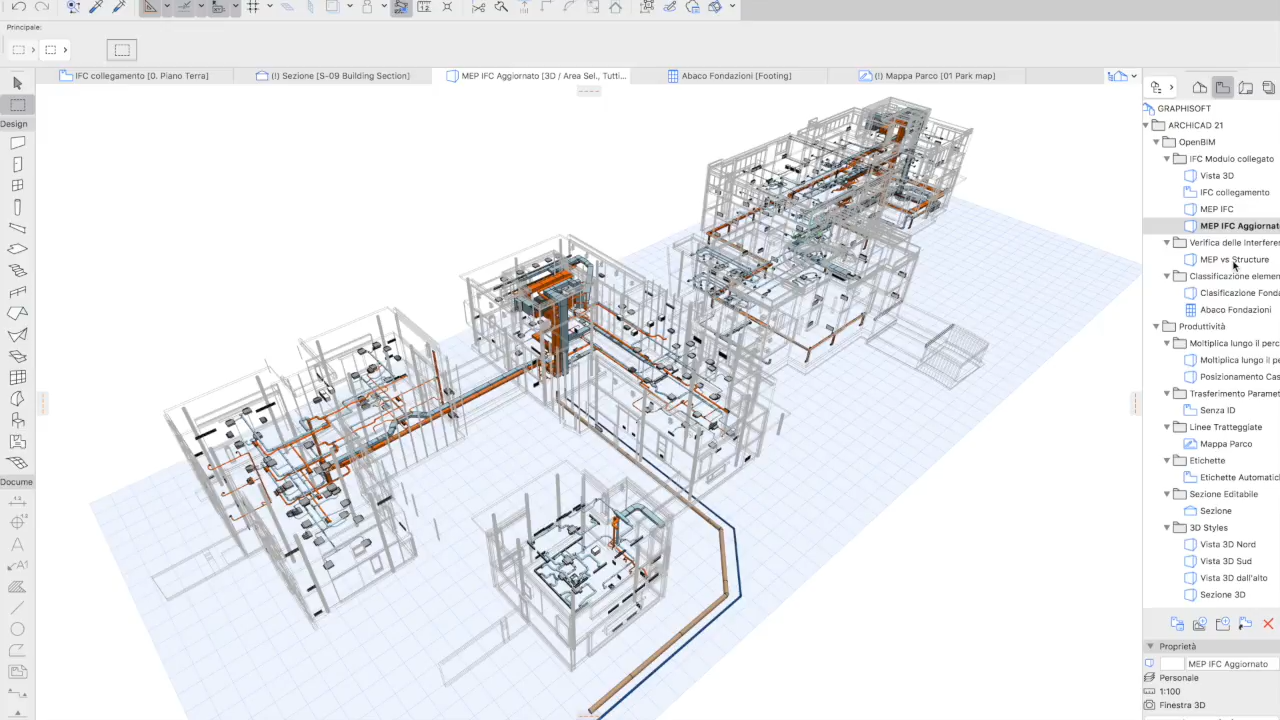 Principale:
IFC collegamento [0. Piano Terra)
(!) Sezione [S-09 Building Section]
MEP IFC Aggiornato [3D / Area Sel., Tutti...
Abaco Fondazioni [Footing]
(!) Mappa Parco [01 Park map]
Design
Docume
GRAPHISOFT
ARCHICAD 21
OpenBIM
IFC Modulo collegato
Vista 3D
IFC collegamento
MEP IFC
MEP IFC Aggiornat
Verifica delle Interferen
MEP vs Structure
Classificazione elemen
Clasificazione Fonda
Abaco Fondazioni
Produttività
Moltiplica lungo il perc
Moltiplica lungo il pe
Posizionamento Cas
Trasferimento Paramet
Senza ID
Linee Tratteggiate
Mappa Parco
Etichette
Etichette Automatic
Sezione Editabile
Sezione
3D Styles
Vista 3D Nord
Vista 3D Sud
Vista 3D dall'alto
Sezione 3D
Proprietà
MEP IFC Aggiornato
Personale
1:100
Finestra 3D